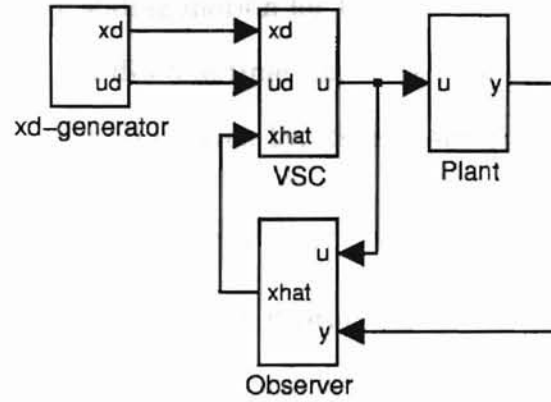 xd
ud
xd-generator
xd
ud
u
xhat
VSC
u
y
Plant
u
xhat
y
Observer